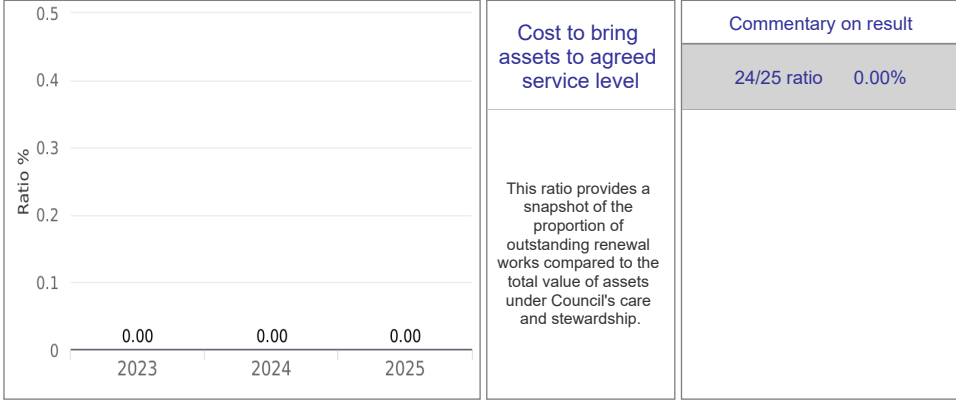 0.5
0.4
0.3
0.2
0.1
0
Ratio %
0.00
0.00
0.00
2023
2024
2025
Cost to bring
assets to agreed
service level
This ratio provides a
snapshot of the
proportion of
outstanding renewal
works compared to the
total value of assets
under Council's care
and stewardship.
Commentary on result
24/25 ratio 0.00%